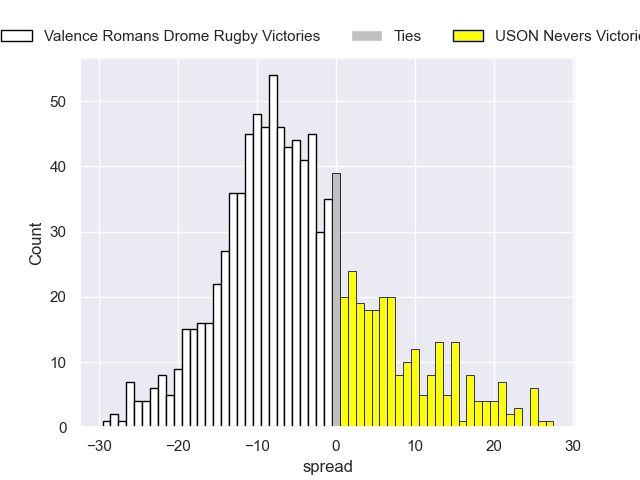 Valence Romans Drome Rugby Victories Ties USON Nevers Victorie
50
40
30
20
10
0
Count
−30 −20 −10 0 10 20 30
spread